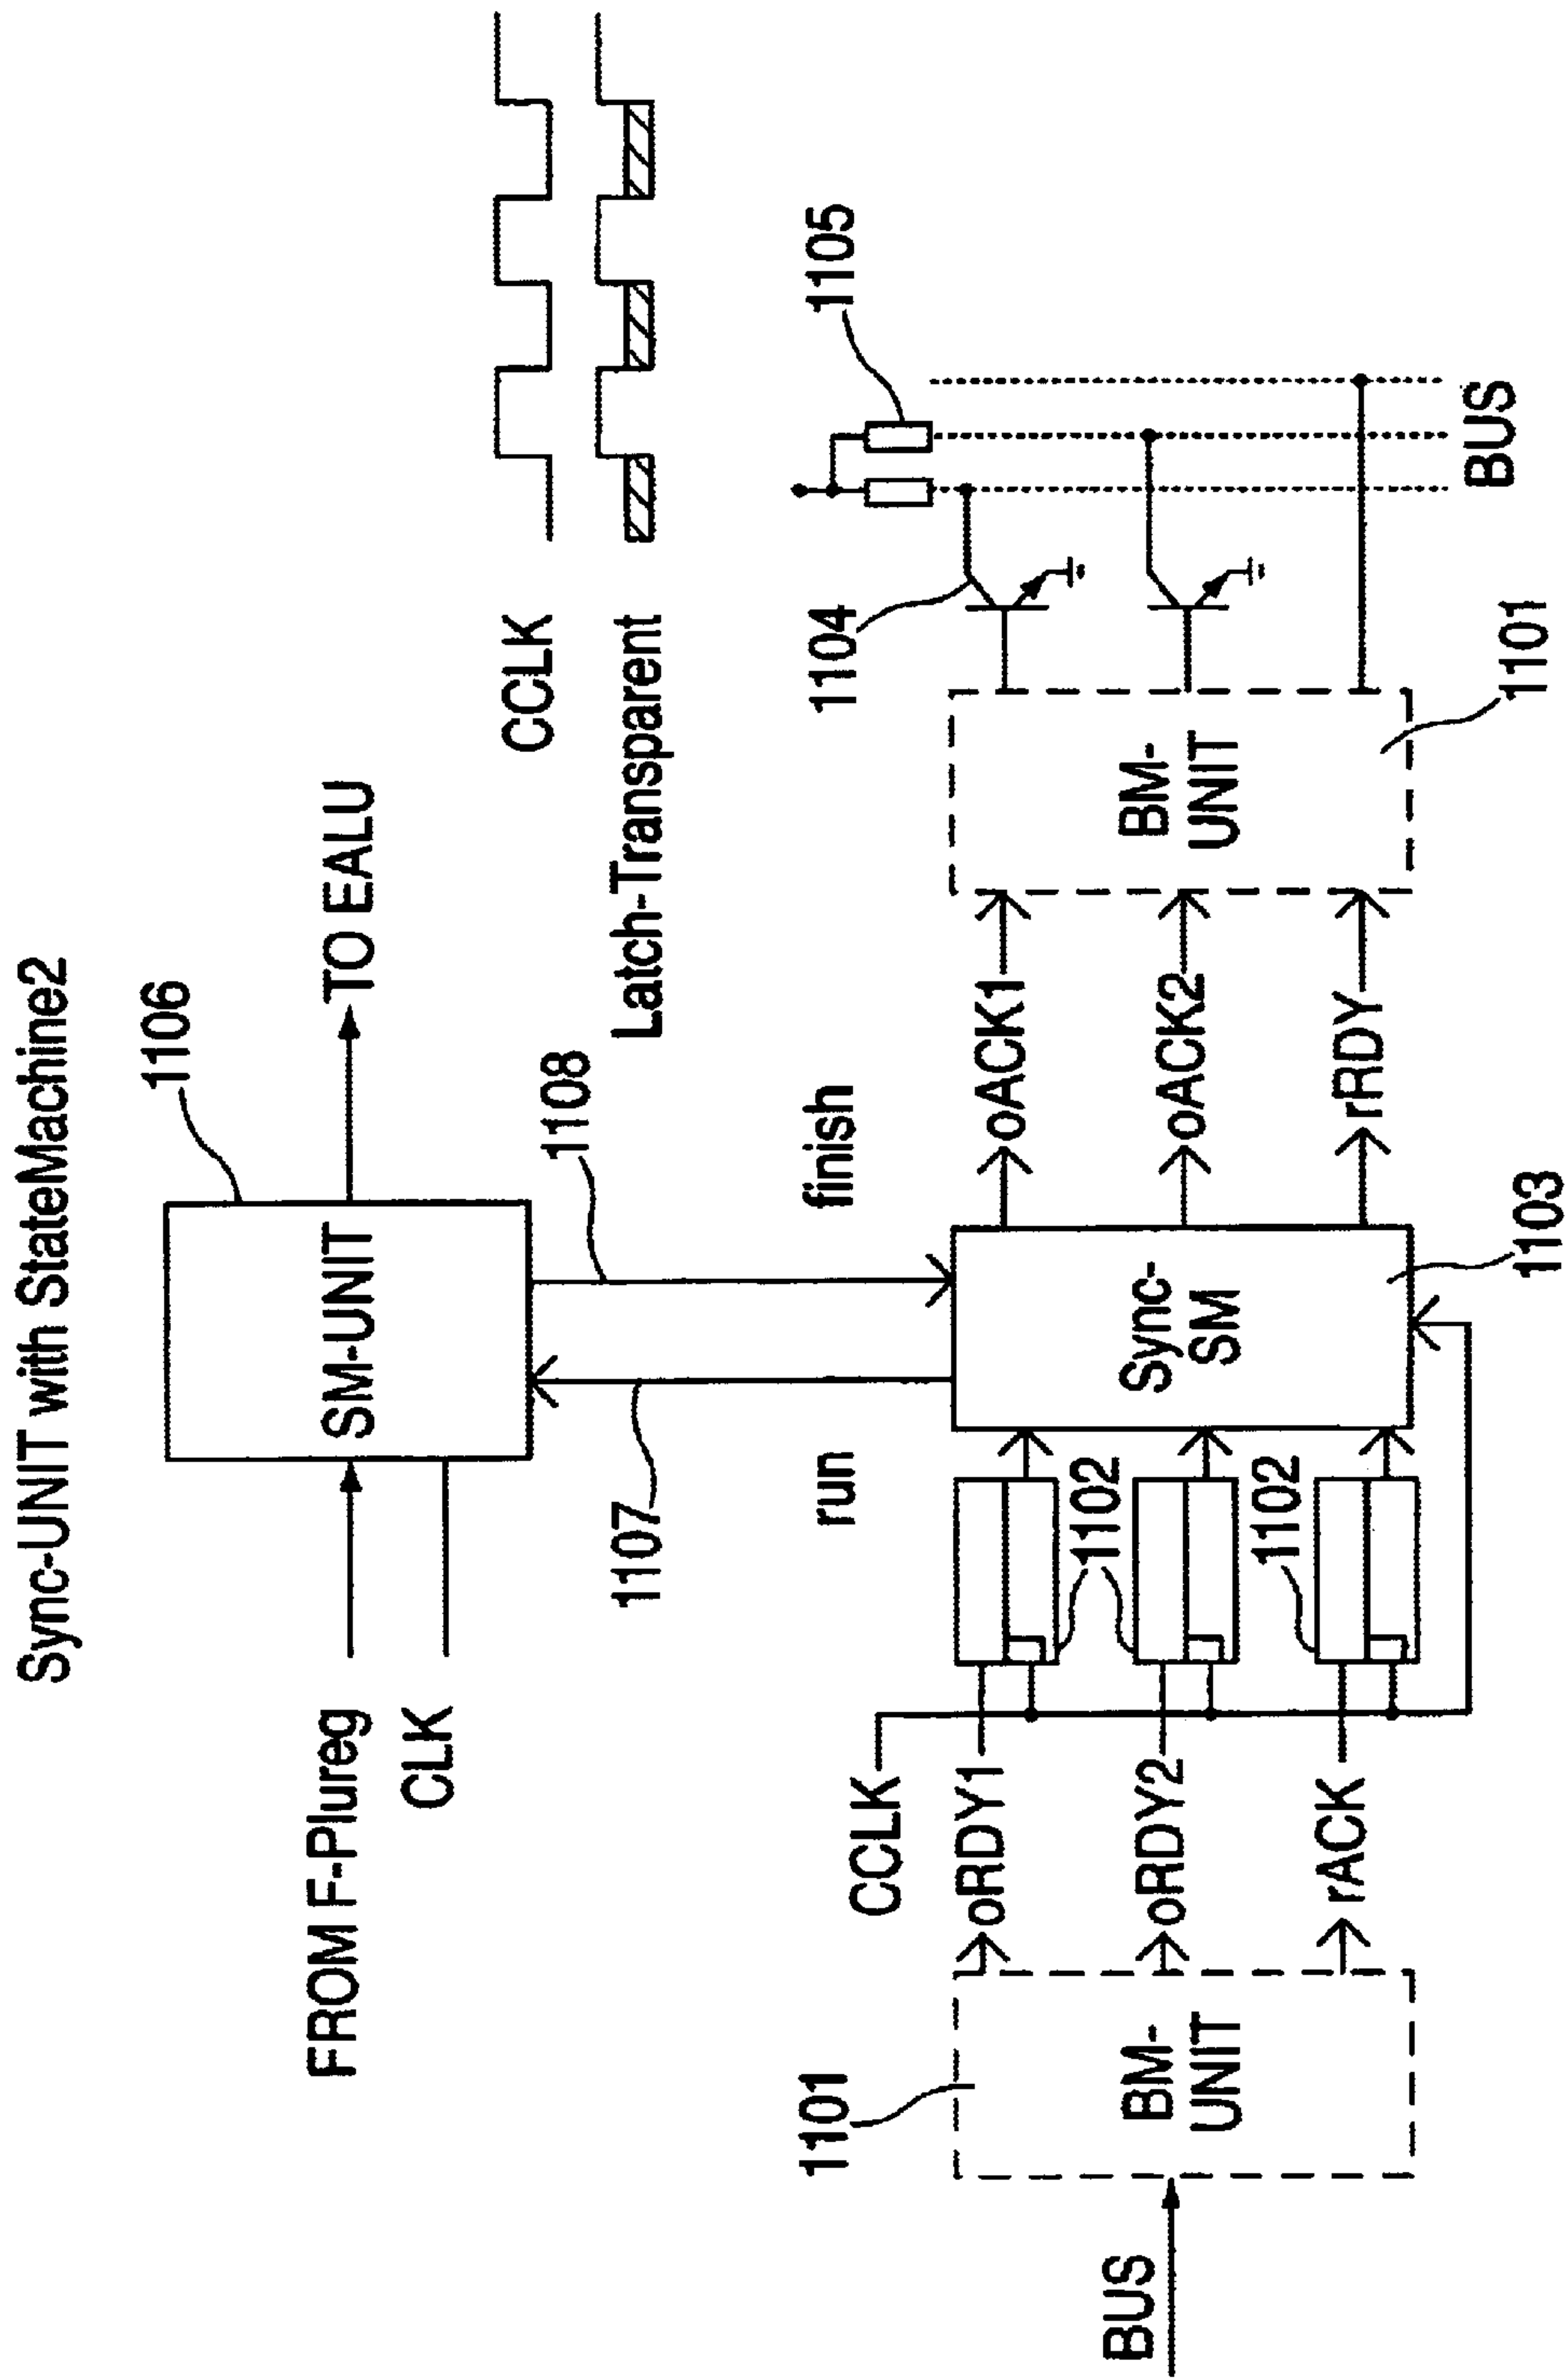 Sync-UNIT with StateMachine2
1106
FROM F-Plureg
SM-UNIT
TO EALU
CLK
CCLK
1107
1108
Latch-Transparent
run
finish
1101
1104
1105
CCLK
oRDY1
oACK1
1102
BM-
UNIT
oRDY2
Sync-
SM
oACK2
BM-
UNIT
BUS
1102
rACK
rRDY
BUS
1103
1101